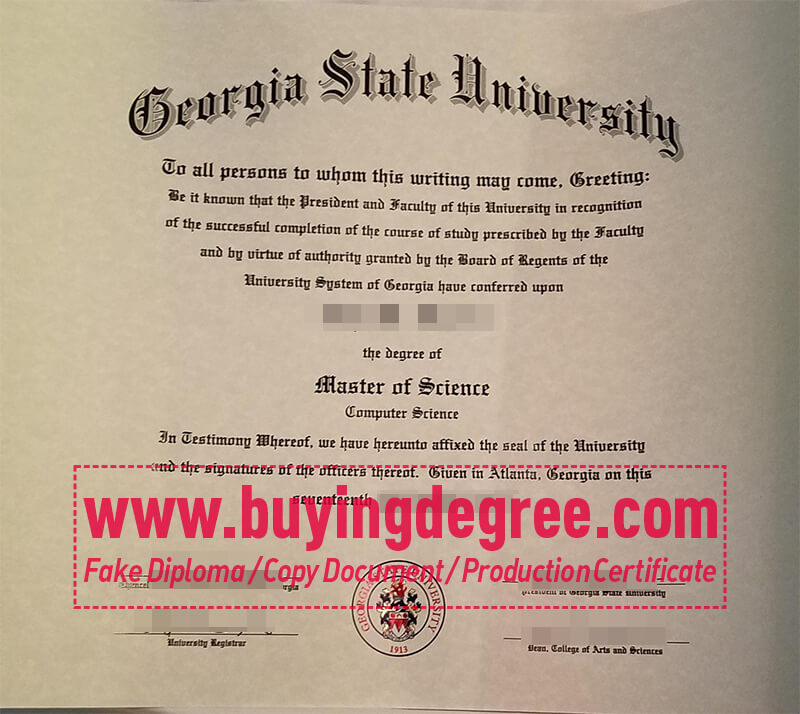 Georgia State University
To all persons to whom this writing may come, Greeting:
Be it known that the President and Faculty of this University in recognition
of the successful completion of the course of study prescribed by the Faculty
and by virtue of authority granted by the Board of Regents of the
University System of Georgia have conferred upon
the degree of
Master of Science
Computer Science
In Testimony Whereof, we have hereunto affixed the seal of the University
and the signatures of the officers thereof. Given in Atlanta, Georgia on this
seventeenth
www.buyingdegree.com
Fake Diploma/Copy Document/Production Certificate
President of Georgia State University
GEORGIA STATE UNIVERSITY
1913
University Registrar
Dean, College of Arts and Sciences